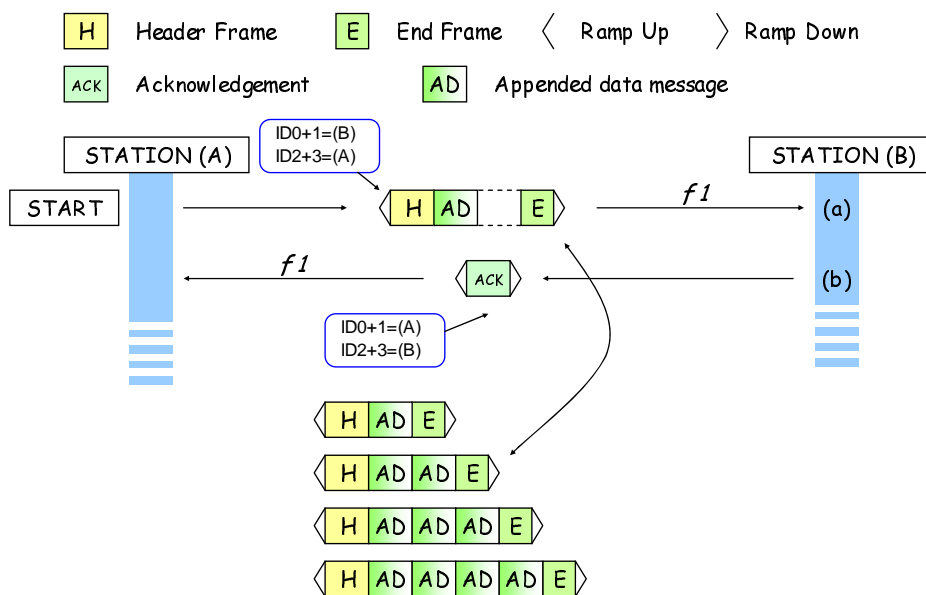 H Header Frame E End Frame Ramp Up Ramp Down
ACK Acknowledgement AD Appended data message
ID0+1=(B)
ID2+3=(A)
STATION (A)
STATION (B)
START
H AD E
f1
(a)
f1
ACK
(b)
ID0+1=(A)
ID2+3=(B)
H AD E
H AD AD E
H AD AD AD E
H AD AD AD AD E